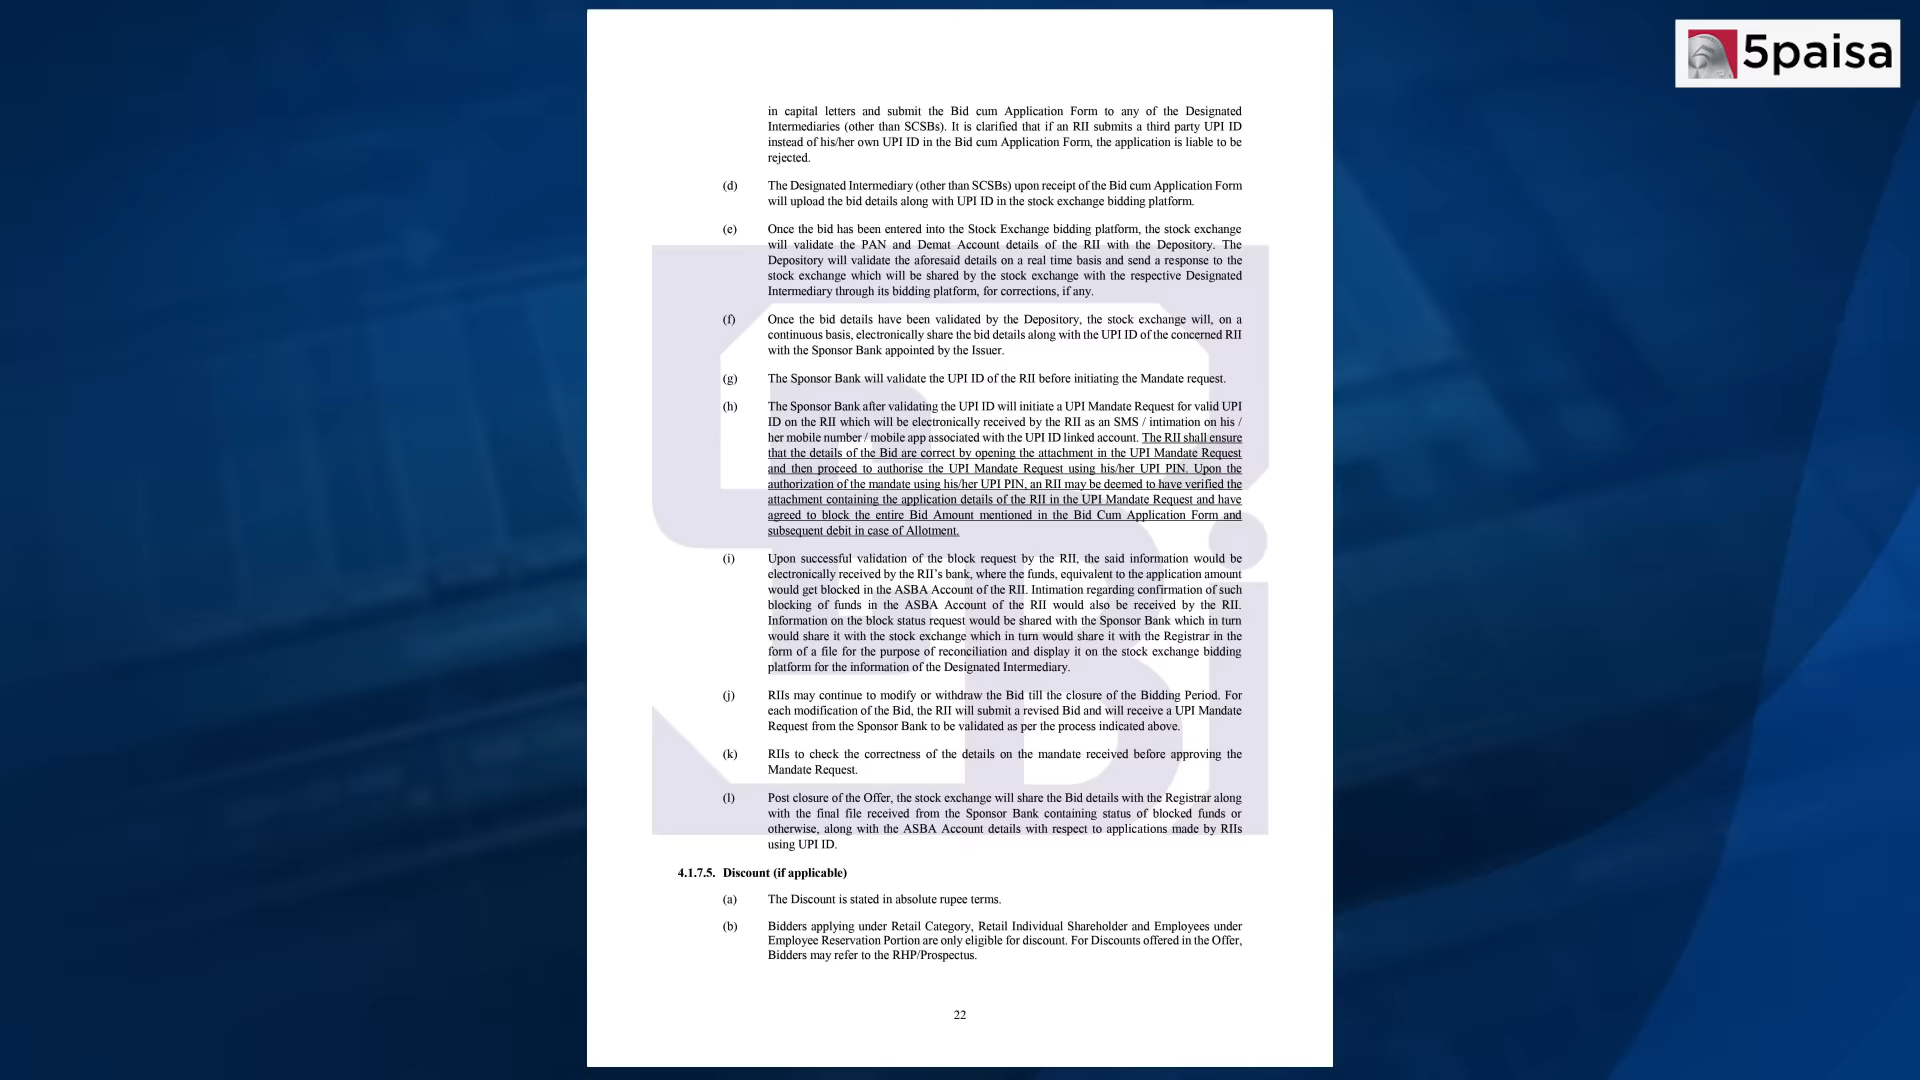 5paisa
in capital letters and submit the Bid cum Application Form to any of the Designated
Intermediaries (other than SCSBs). It is clarified that if an RII submits a third party UPI ID
instead of his/her own UPI ID in the Bid cum Application Form, the application is liable to be
rejected.
(d) The Designated Intermediary (other than SCSBs) upon receipt of the Bid cum Application Form
will upload the bid details along with UPI ID in the stock exchange bidding platform.
(e) Once the bid has been entered into the Stock Exchange bidding platform, the stock exchange
will validate the PAN and Demat Account details of the RII with the Depository. The
Depository will validate the aforesaid details on a real time basis and send a response to the
stock exchange which will be shared by the stock exchange with the respective Designated
Intermediary through its bidding platform, for corrections, if any.
(f) Once the bid details have been validated by the Depository, the stock exchange will, on a
continuous basis, electronically share the bid details along with the UPI ID of the concerned RII
with the Sponsor Bank appointed by the Issuer.
(g) The Sponsor Bank will validate the UPI ID of the RII before initiating the Mandate request.
(h) The Sponsor Bank after validating the UPI ID will initiate a UPI Mandate Request for valid UPI
ID on the RII which will be electronically received by the RII as an SMS / intimation on his /
her mobile number / mobile app associated with the UPI ID linked account. The RII shall ensure
that the details of the Bid are correct by opening the attachment in the UPI Mandate Request
and then proceed to authorise the UPI Mandate Request using his/her UPI PIN. Upon the
authorization of the mandate using his/her UPI PIN, an RII may be deemed to have verified the
attachment containing the application details of the RII in the UPI Mandate Request and have
agreed to block the entire Bid Amount mentioned in the Bid Cum Application Form and
subsequent debit in case of Allotment.
(i) Upon successful validation of the block request by the RII, the said information would be
electronically received by the RII’s bank, where the funds, equivalent to the application amount
would get blocked in the ASBA Account of the RII. Intimation regarding confirmation of such
blocking of funds in the ASBA Account of the RII would also be received by the RII.
Information on the block status request would be shared with the Sponsor Bank which in turn
would share it with the stock exchange which in turn would share it with the Registrar in the
form of a file for the purpose of reconciliation and display it on the stock exchange bidding
platform for the information of the Designated Intermediary.
(j) RIIs may continue to modify or withdraw the Bid till the closure of the Bidding Period. For
each modification of the Bid, the RII will submit a revised Bid and will receive a UPI Mandate
Request from the Sponsor Bank to be validated as per the process indicated above.
(k) RIIs to check the correctness of the details on the mandate received before approving the
Mandate Request.
(l) Post closure of the Offer, the stock exchange will share the Bid details with the Registrar along
with the final file received from the Sponsor Bank containing status of blocked funds or
otherwise, along with the ASBA Account details with respect to applications made by RIIs
using UPI ID.
4.1.7.5. Discount (if applicable)
(a) The Discount is stated in absolute rupee terms.
(b) Bidders applying under Retail Category, Retail Individual Shareholder and Employees under
Employee Reservation Portion are only eligible for discount. For Discounts offered in the Offer,
Bidders may refer to the RHP/Prospectus.
22